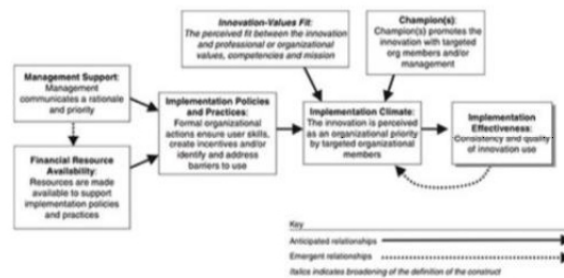 Innovation-Values Fit:
The perceived fit between the innovation
and professional or organizational
values, competencies and mission
Champion(s):
Champion(s) promotes the
innovation with targeted
org members and/or
management
Management Support:
Management
communicates a rationale
and priority
Financial Resource
Availability:
Resources are made
available to support
implementation policies
and practices
Implementation Policies
and Practices:
Formal organizational
actions ensure user skills,
create incentives and/or
identify and address
barriers to use
Implementation Climate:
The innovation is perceived
as an organizational priority
by targeted organizational
members
Implementation
Effectiveness:
Consistency and quality
of innovation use
Key
Anticipated relationships
Emergent relationships
Italics indicates broadening of the definition of the construct